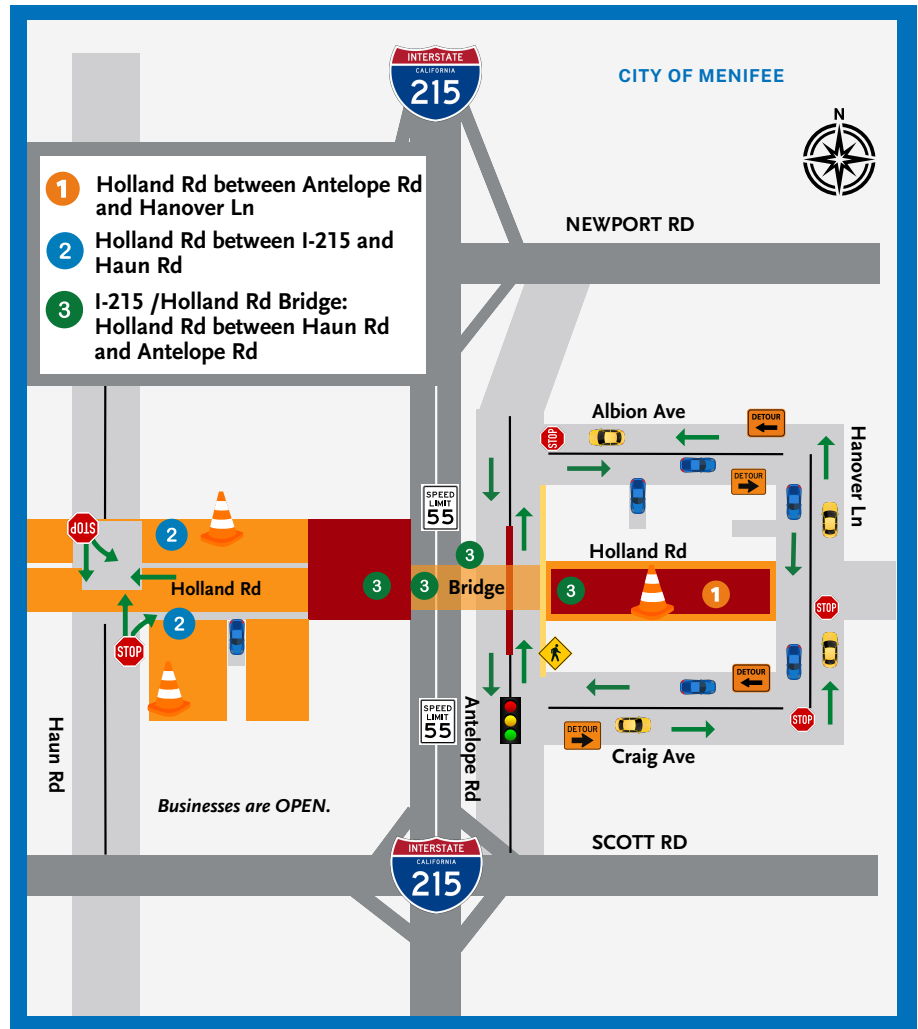 INTERSTATE
CALIFORNIA
215
CITY OF MENIFEE
N
1
Holland Rd between Antelope Rd
and Hanover Ln
2
Holland Rd between I-215 and
Haun Rd
3
I-215 /Holland Rd Bridge:
Holland Rd between Haun Rd
and Antelope Rd
NEWPORT RD
Albion Ave
DETOUR
STOP
Hanover Ln
DETOUR
SPEED
LIMIT
55
STOP
2
3
Holland Rd
3
3
Bridge
Holland Rd
3
1
STOP
2
STOP
DETOUR
SPEED
LIMIT
55
Antelope Rd
STOP
DETOUR
Haun Rd
Craig Ave
Businesses are OPEN.
SCOTT RD
INTERSTATE
CALIFORNIA
215